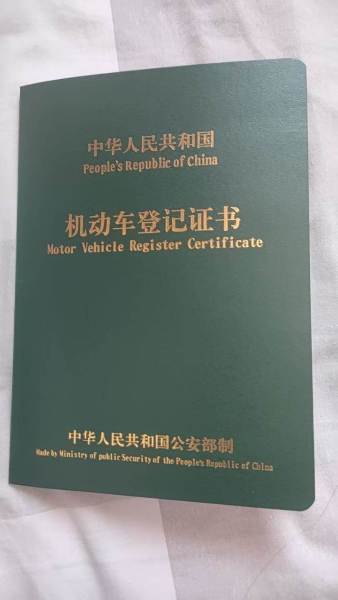 中华人民共和国
People's Republic of China
机动车登记证书
Motor Vehicle Register Certificate
中华人民共和国公安部制
Made by Ministry of public Security of the People's Republic of China